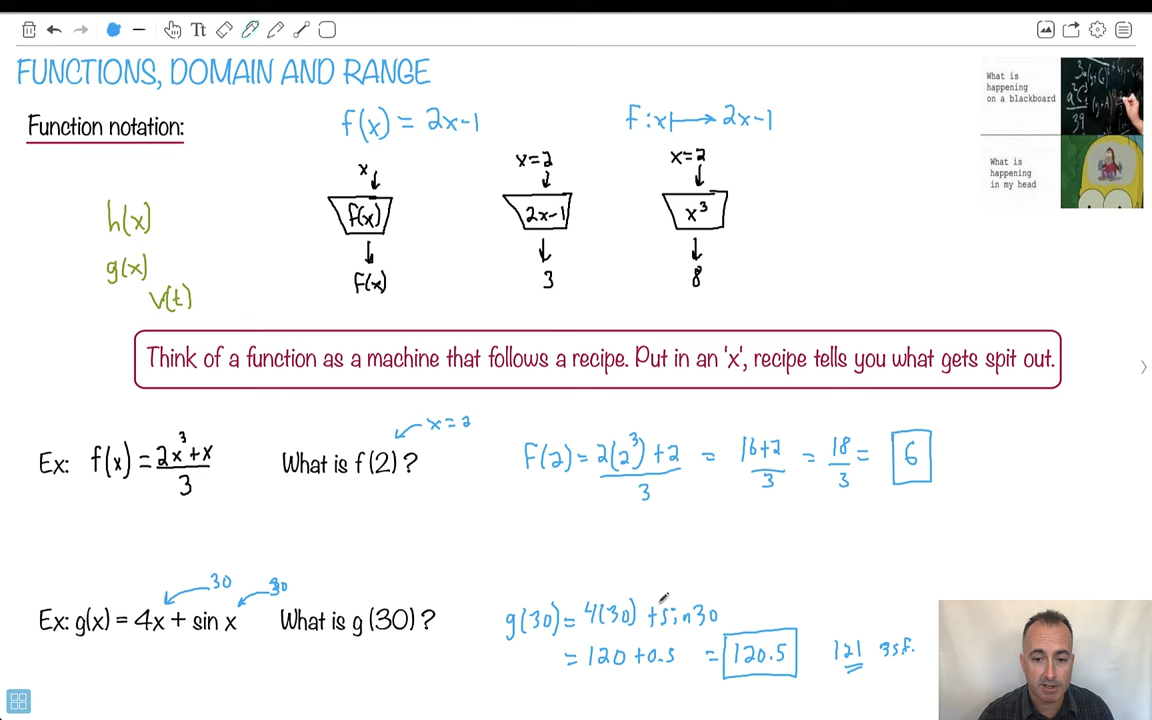 Tt
FUNCTIONS, DOMAIN AND RANGE
What is
happening
on a blackboard
What is
happening
in my head
Function notation:
f(x) = 2x-1
f:x↦2x-1
h(x)
g(x)
v(t)
x
f(x)
f(x)
x=2
2x-1
3
x=2
x³
8
Think of a function as a machine that follows a recipe. Put in an 'x', recipe tells you what gets spit out.
Ex: f(x) = (2x³+x)/3
What is f(2)?
x=2
F(2) = (2(2³)+2)/3 = (16+2)/3 = 18/3 = 6
Ex: g(x) = 4x + sin x
30
30
What is g(30)?
g(30) = 4(30) + sin30
= 120 + 0.5 = 120.5
121 3s.f.